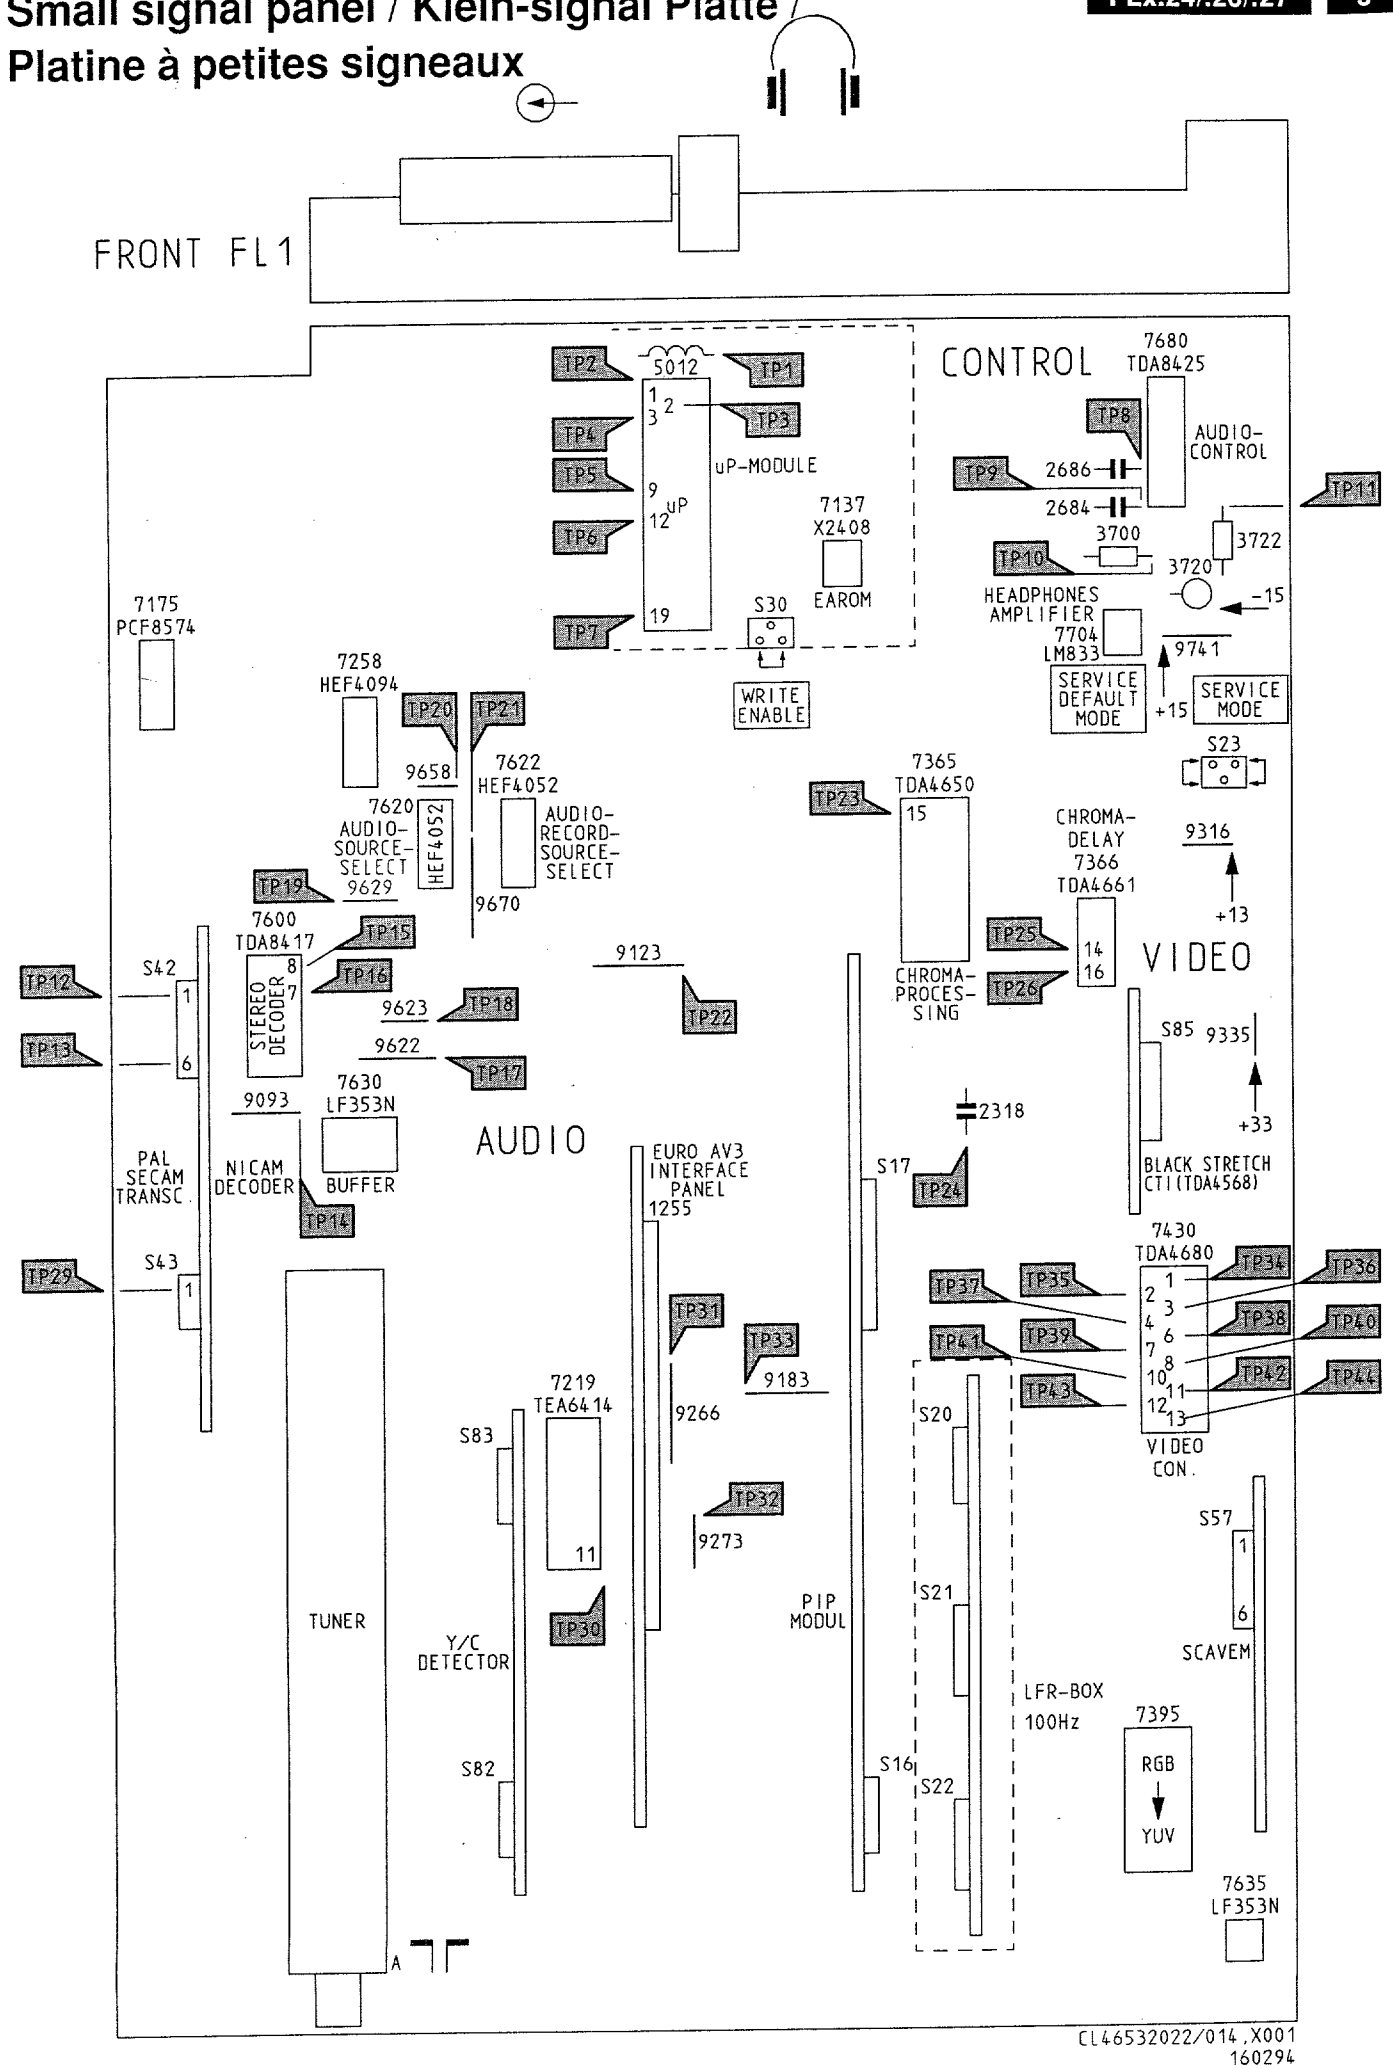 Small signal panel / Klein-signal Platte /
Platine à petites signeaux
FRONT FL1
CONTROL
7680
TDA8425
AUDIO-
CONTROL
TP2
5012
TP1
1
2
3
TP3
TP4
TP5
uP-MODULE
9
uP
12
TP6
19
TP7
7137
X2408
EAROM
S30
WRITE
ENABLE
TP8
TP9
2686
2684
TP11
3700
3722
TP10
3720
-15
HEADPHONES
AMPLIFIER
7704
LM833
9741
SERVICE
DEFAULT
MODE
+15
SERVICE
MODE
S23
7175
PCF8574
7258
HEF4094
TP20
TP21
9658
7622
HEF4052
7620
AUDIO-
SOURCE-
SELECT
HEF4052
AUDIO-
RECORD-
SOURCE-
SELECT
TP19
9629
9670
7365
TDA4650
TP23
15
CHROMA-
PROCES-
SING
CHROMA-
DELAY
7366
TDA4661
9316
+13
TP25
14
16
TP26
VIDEO
7600
TDA8417
TP15
8
7
TP16
STEREO
DECODER
S42
TP12
1
TP13
6
9623
TP18
9622
TP17
9123
TP22
S85
9335
+33
9093
7630
LF353N
BUFFER
AUDIO
2318
TP24
PAL
SECAM
TRANSC.
NICAM
DECODER
TP14
EURO AV3
INTERFACE
PANEL
1255
S17
BLACK STRETCH
CTI(TDA4568)
S43
TP29
1
7430
TDA4680
TP34
TP36
TP37
TP35
1
2
3
4
TP38
TP40
TP41
TP39
6
7
8
10
TP42
TP44
TP43
11
12
13
VIDEO
CON.
TP31
TP33
9183
9266
7219
TEA6414
S83
11
TP32
9273
TP30
S20
S57
1
6
SCAVEM
TUNER
Y/C
DETECTOR
PIP
MODUL
S21
LFR-BOX
100Hz
7395
RGB
YUV
S82
S16
S22
7635
LF353N
A
CL46532022/014,X001
160294